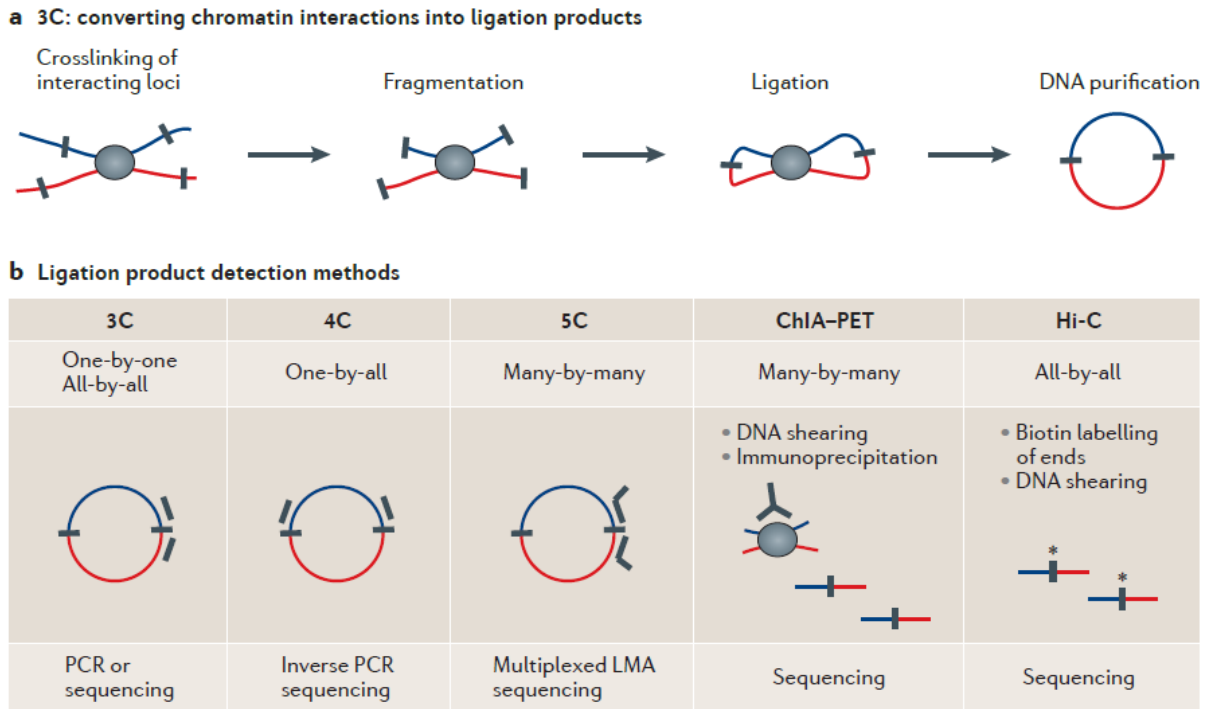 a 3C: converting chromatin interactions into ligation products
Crosslinking of
interacting loci
Fragmentation
Ligation
DNA purification
b Ligation product detection methods
3C
4C
5C
ChIA–PET
Hi-C
One-by-one
All-by-all
One-by-all
Many-by-many
Many-by-many
All-by-all
• DNA shearing
• Immunoprecipitation
• Biotin labelling
of ends
• DNA shearing
*
*
PCR or
sequencing
Inverse PCR
sequencing
Multiplexed LMA
sequencing
Sequencing
Sequencing